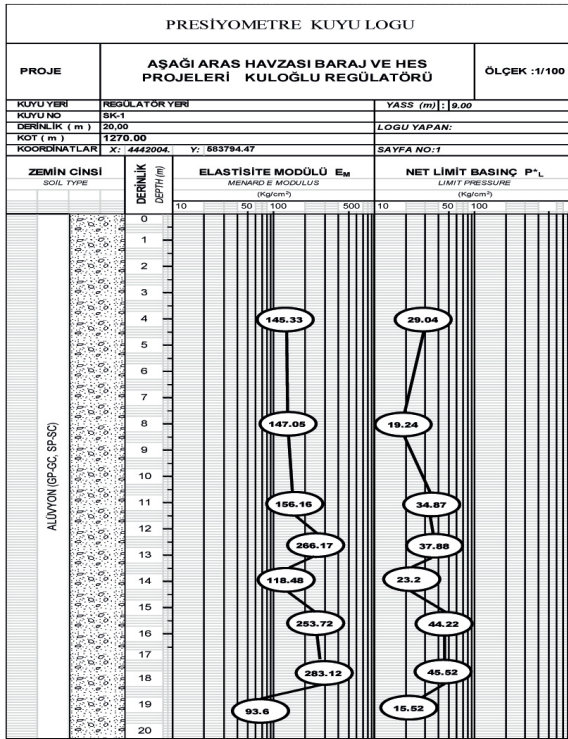 PRESİYOMETRE KUYU LOGU
PROJE
AŞAĞI ARAS HAVZASI BARAJ VE HES
PROJELERİ KULOĞLU REGÜLATÖRÜ
ÖLÇEK :1/100
KUYU YERİ REGÜLATÖR YERİ YASS (m) : 9.00
KUYU NO SK-1
DERİNLİK ( m ) 20,00 LOGU YAPAN:
KOT ( m ) 1270.00
KOORDİNATLAR X: 4442004. Y: 583794.47 SAYFA NO:1
ZEMİN CİNSİ
SOIL TYPE
DERİNLİK
DEPTH (m)
ELASTİSİTE MODÜLÜ EM
MENARD E MODULUS
(Kg/cm²)
10 50 100 500
NET LİMİT BASINÇ P*L
LIMIT PRESSURE
(Kg/cm²)
10 50 100
ALÜVYON (GP-GC, SP-SC)
0
1
2
3
4 145.33 29.04
5
6
7
8 147.05 19.24
9
10
11 156.16 34.87
12
13 266.17 37.88
14 118.48 23.2
15
16 253.72 44.22
17
18 283.12 45.52
19 93.6 15.52
20